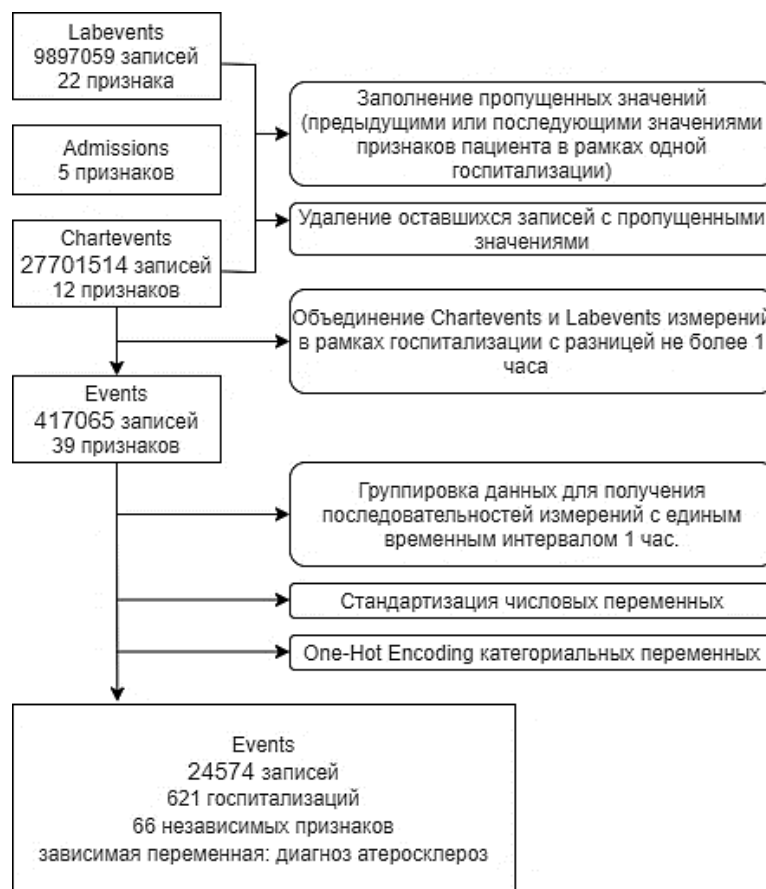 Labevents
9897059 записей
22 признака
Admissions
5 признаков
Chartevents
27701514 записей
12 признаков
Заполнение пропущенных значений
(предыдущими или последующими значениями
признаков пациента в рамках одной
госпитализации)
Удаление оставшихся записей с пропущенными
значениями
Объединение Chartevents и Labevents измерений
в рамках госпитализации с разницей не более 1
часа
Events
417065 записей
39 признаков
Группировка данных для получения
последовательностей измерений с единым
временным интервалом 1 час.
Стандартизация числовых переменных
One-Hot Encoding категориальных переменных
Events
24574 записей
621 госпитализаций
66 независимых признаков
зависимая переменная: диагноз атеросклероз